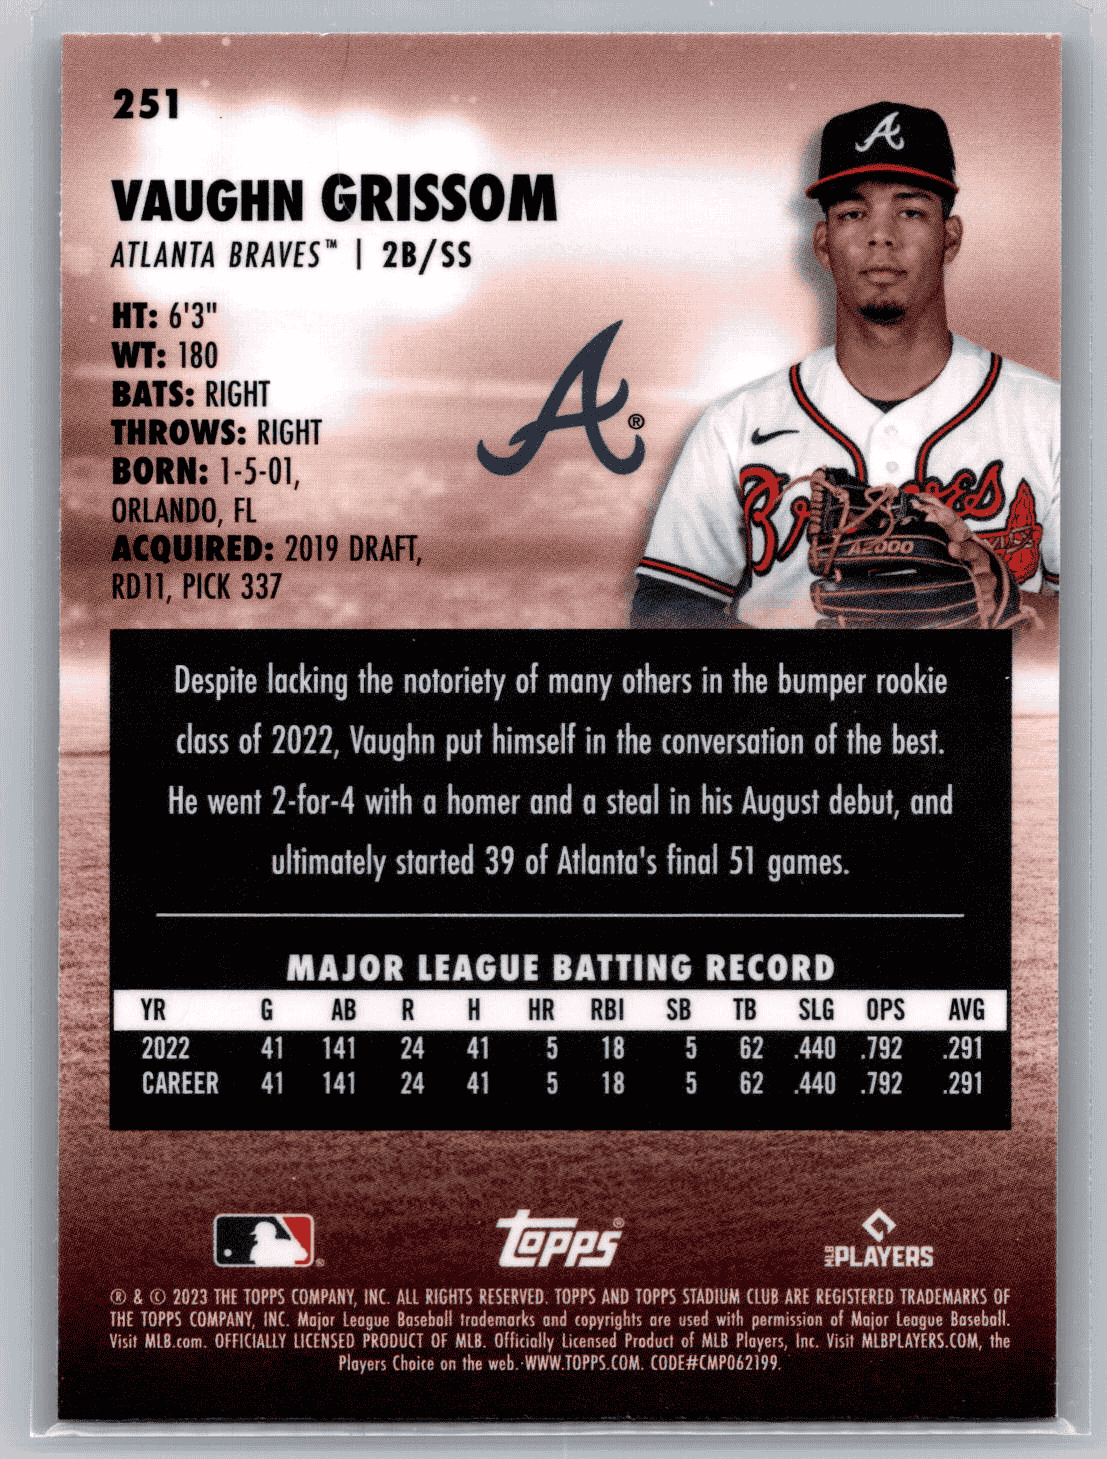 251
VAUGHN GRISSOM
ATLANTA BRAVES™ | 2B/SS
HT: 6'3"
WT: 180
BATS: RIGHT
THROWS: RIGHT
BORN: 1-5-01,
ORLANDO, FL
ACQUIRED: 2019 DRAFT,
RD11, PICK 337
A
A®
Braves
A2000
Despite lacking the notoriety of many others in the bumper rookie
class of 2022, Vaughn put himself in the conversation of the best.
He went 2-for-4 with a homer and a steal in his August debut, and
ultimately started 39 of Atlanta's final 51 games.
MAJOR LEAGUE BATTING RECORD
YR G AB R H HR RBI SB TB SLG OPS AVG
2022 41 141 24 41 5 18 5 62 .440 .792 .291
CAREER 41 141 24 41 5 18 5 62 .440 .792 .291
® Topps® MLB PLAYERS
® & © 2023 THE TOPPS COMPANY, INC. ALL RIGHTS RESERVED. TOPPS AND TOPPS STADIUM CLUB ARE REGISTERED TRADEMARKS OF
THE TOPPS COMPANY, INC. Major League Baseball trademarks and copyrights are used with permission of Major League Baseball.
Visit MLB.com. OFFICIALLY LICENSED PRODUCT OF MLB. Officially Licensed Product of MLB Players, Inc. Visit MLBPLAYERS.COM, the
Players Choice on the web. WWW.TOPPS.COM. CODE#CMP062199.